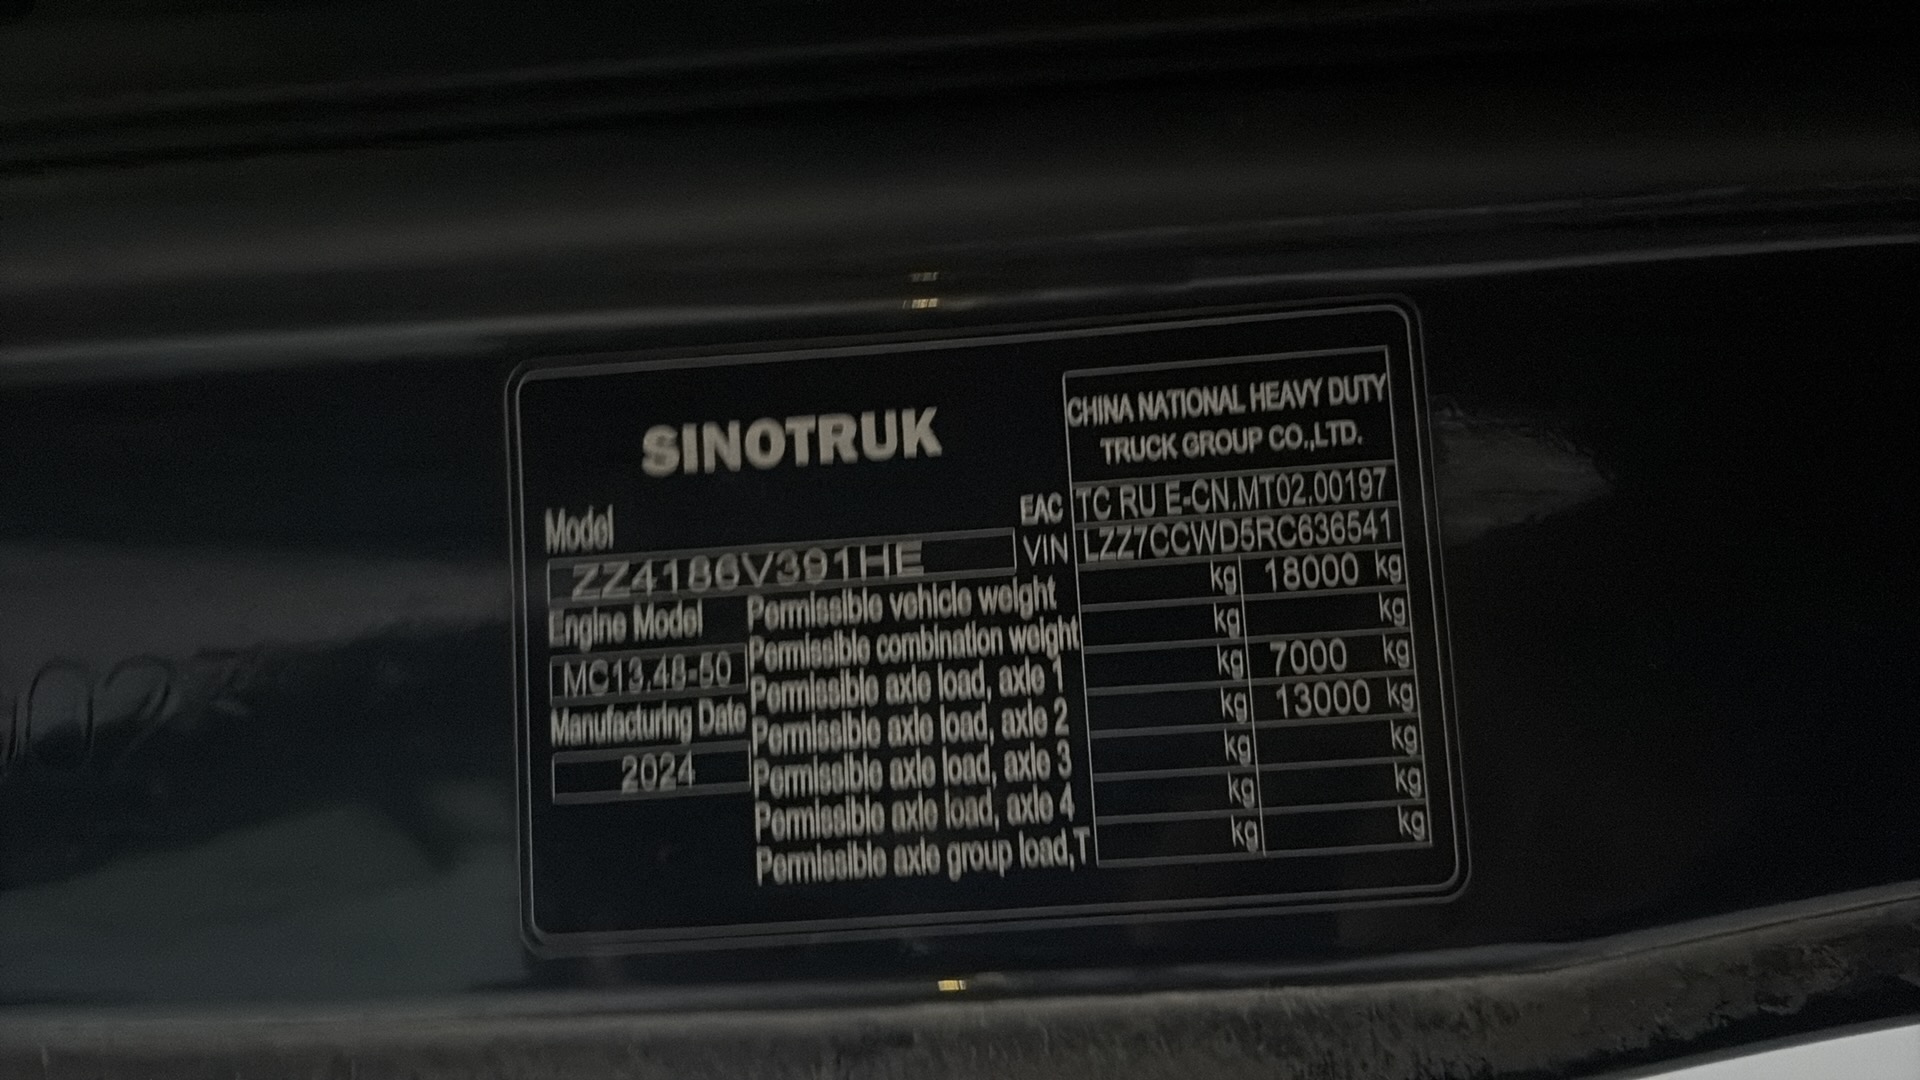 SINOTRUK
CHINA NATIONAL HEAVY DUTY
TRUCK GROUP CO.,LTD.
EAC TC RU E-CN.MT02.00197
VIN LZZ7CCWD5RC636541
Model
ZZ4186V391HE
Engine Model
MC13.48-50
Manufacturing Date
2024
Permissible vehicle weight kg 18000 kg
Permissible combination weight kg kg
Permissible axle load, axle 1 kg 7000 kg
Permissible axle load, axle 2 kg 13000 kg
Permissible axle load, axle 3 kg kg
Permissible axle load, axle 4 kg kg
Permissible axle group load,T kg kg